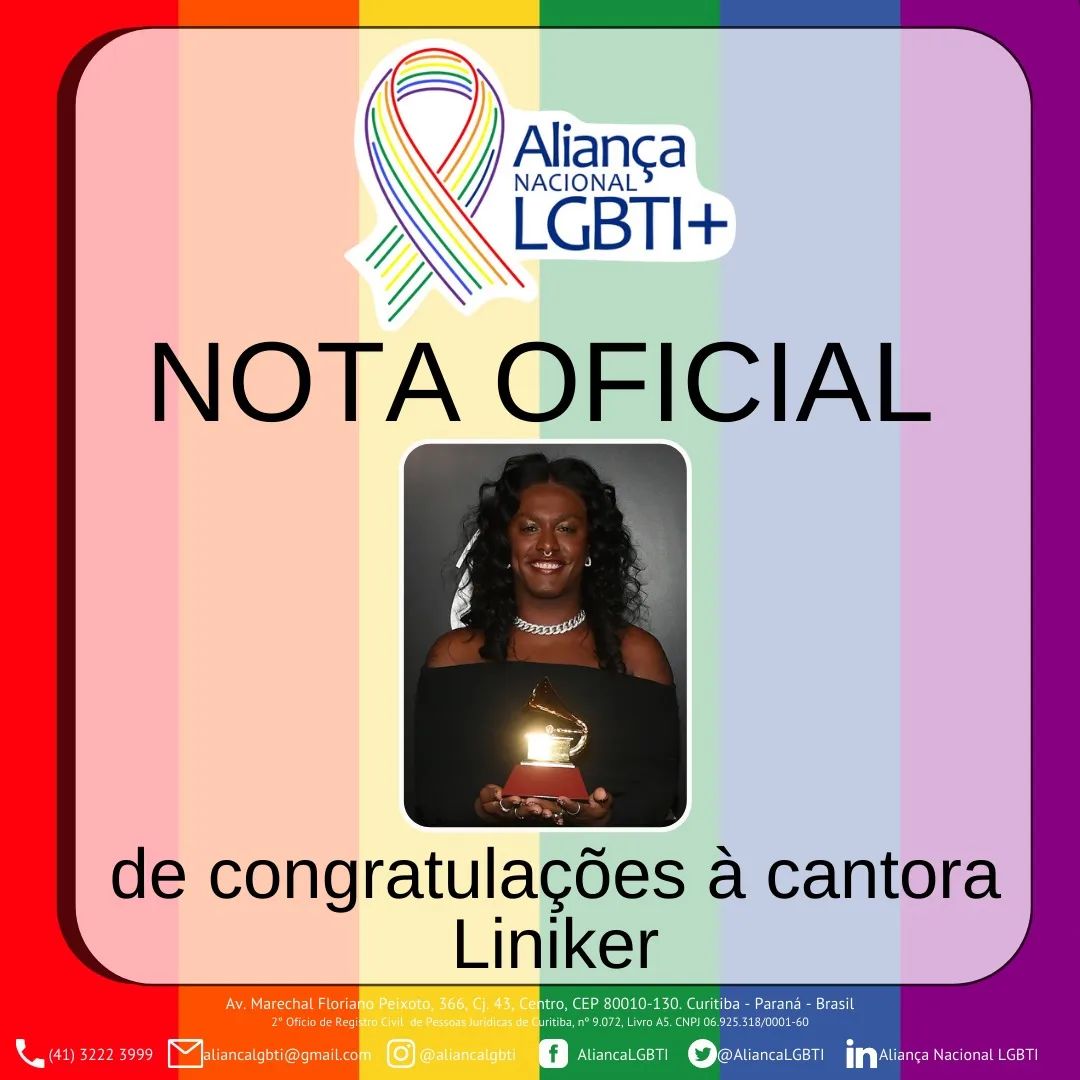 Aliança
NACIONAL
LGBTI+
NOTA OFICIAL
de congratulações à cantora
Liniker
Av. Marechal Floriano Peixoto, 366, Cj. 43, Centro, CEP 80010-130. Curitiba - Paraná - Brasil
2° Ofício de Registro Civil de Pessoas Jurídicas de Curitiba, nº 9.072, Livro A5. CNPJ 06.925.318/0001-60
(41) 3222 3999 aliancalgbti@gmail.com @aliancalgbti AliancaLGBTI @AliancaLGBTI Aliança Nacional LGBTI